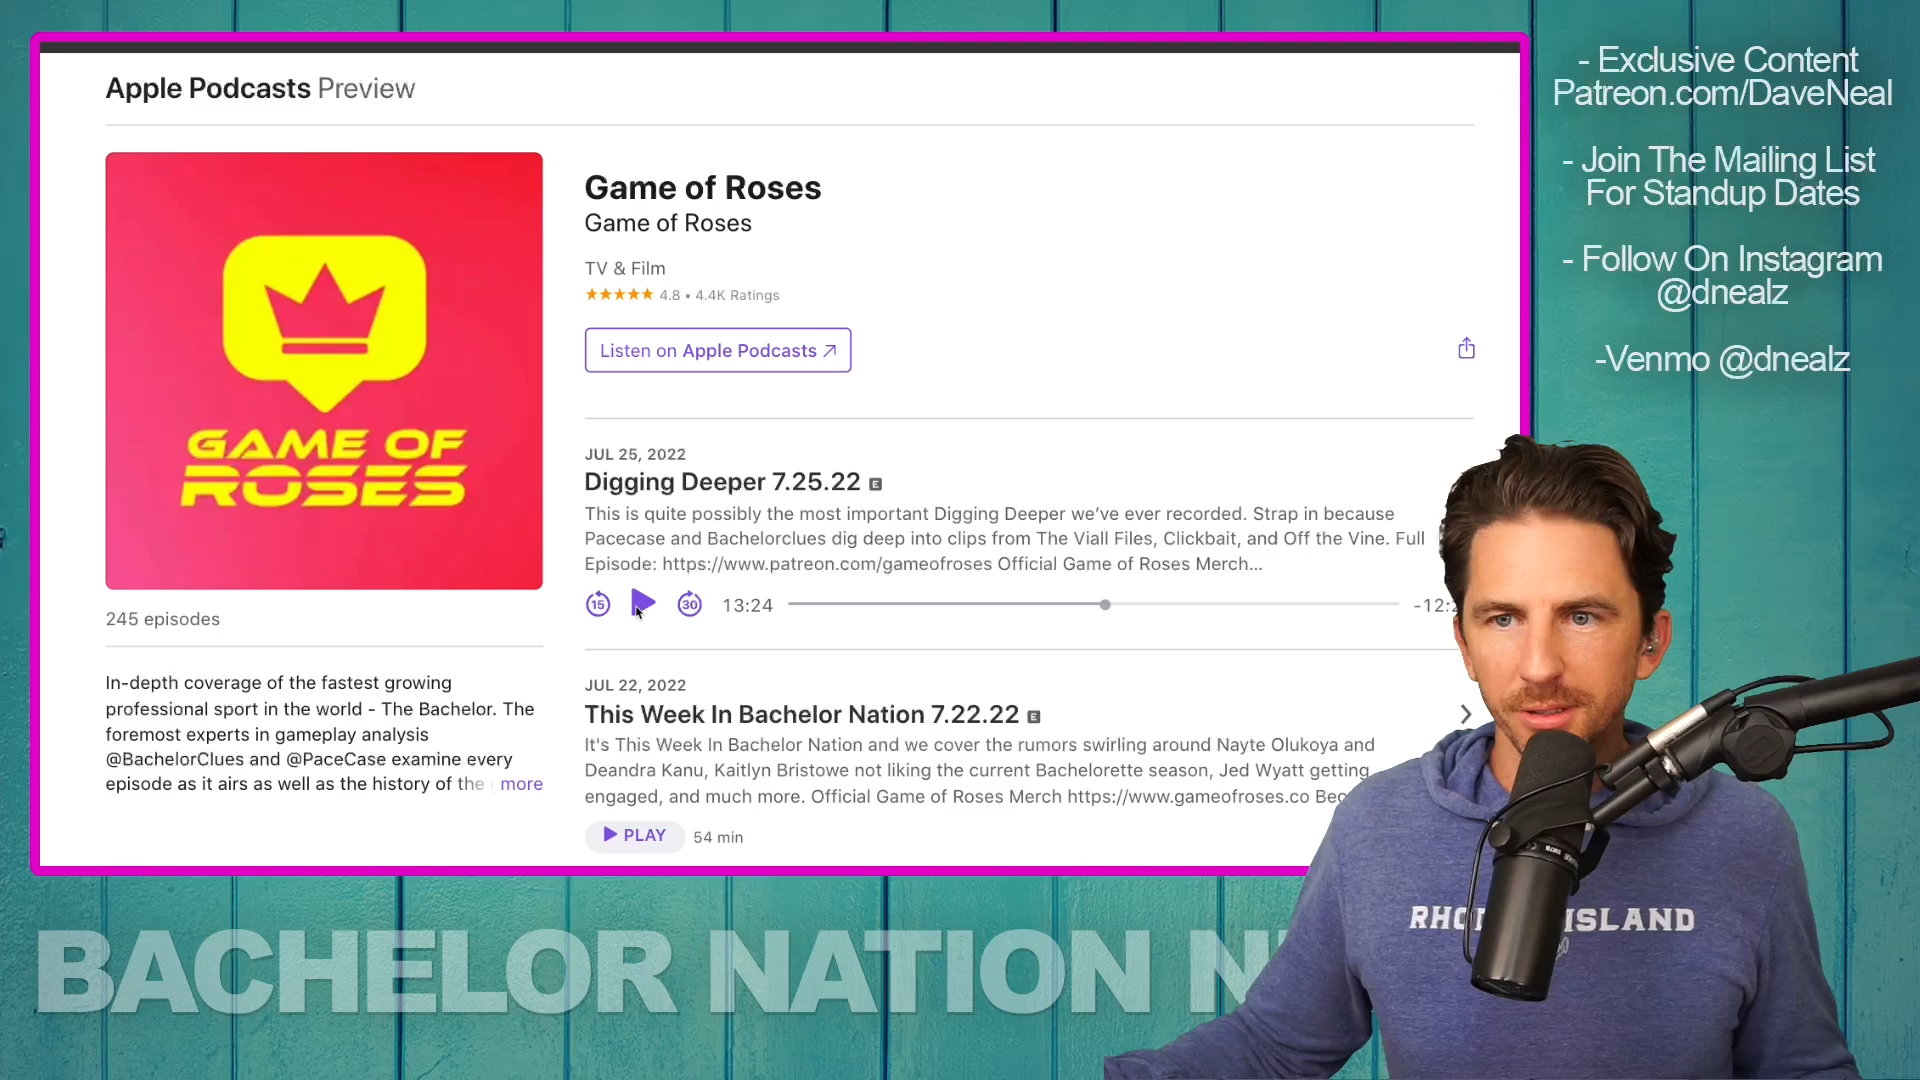 Apple Podcasts Preview
GAME OF
ROSES
245 episodes
In-depth coverage of the fastest growing
professional sport in the world - The Bachelor. The
foremost experts in gameplay analysis
@BachelorClues and @PaceCase examine every
episode as it airs as well as the history of the more
Game of Roses
Game of Roses
TV & Film
★★★★★ 4.8 • 4.4K Ratings
Listen on Apple Podcasts ↗
JUL 25, 2022
Digging Deeper 7.25.22 E
This is quite possibly the most important Digging Deeper we've ever recorded. Strap in because
Pacecase and Bachelorclues dig deep into clips from The Viall Files, Clickbait, and Off the Vine. Full
Episode: https://www.patreon.com/gameofroses Official Game of Roses Merch...
15 30 13:24 -12:2
JUL 22, 2022
This Week In Bachelor Nation 7.22.22 E
It's This Week In Bachelor Nation and we cover the rumors swirling around Nayte Olukoya and
Deandra Kanu, Kaitlyn Bristowe not liking the current Bachelorette season, Jed Wyatt getting
engaged, and much more. Official Game of Roses Merch https://www.gameofroses.co Bec
PLAY 54 min
- Exclusive Content
Patreon.com/DaveNeal
- Join The Mailing List
For Standup Dates
- Follow On Instagram
@dnealz
-Venmo @dnealz
BACHELOR NATION N
RHO ISLAND